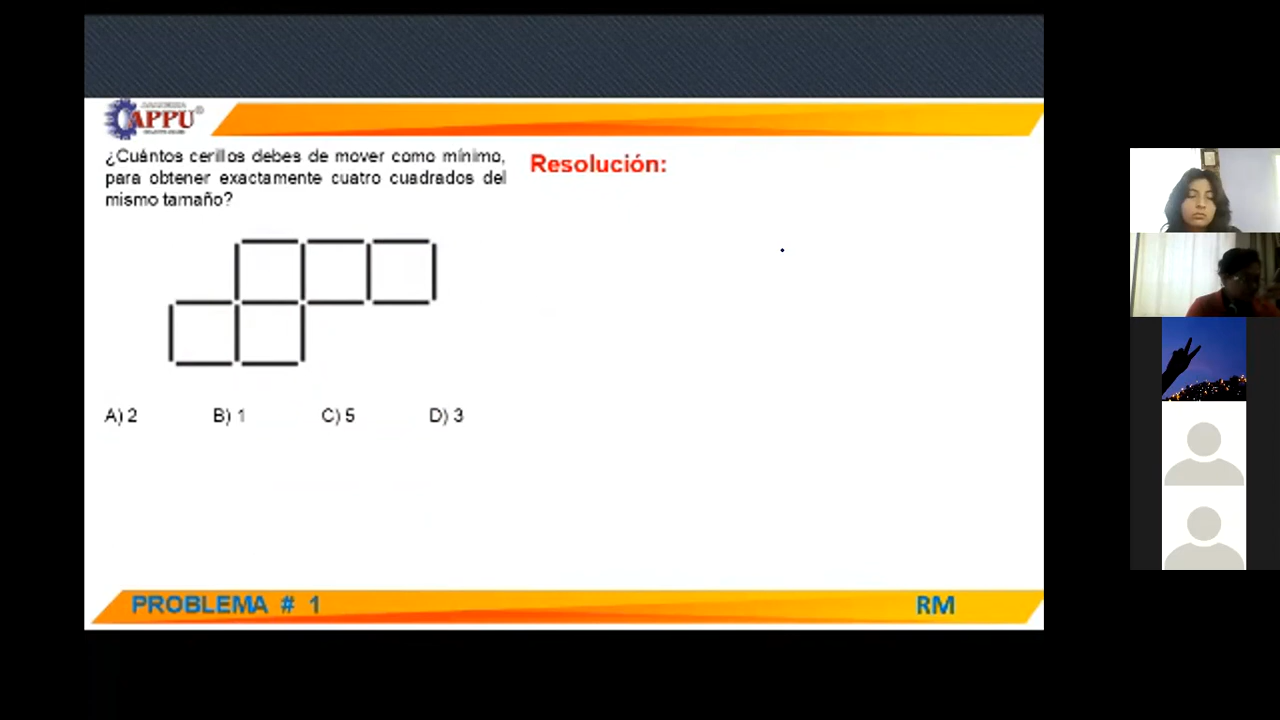 APPU®
¿Cuántos cerillos debes de mover como mínimo,
para obtener exactamente cuatro cuadrados del
mismo tamaño?
Resolución:
A) 2 B) 1 C) 5 D) 3
PROBLEMA # 1
RM